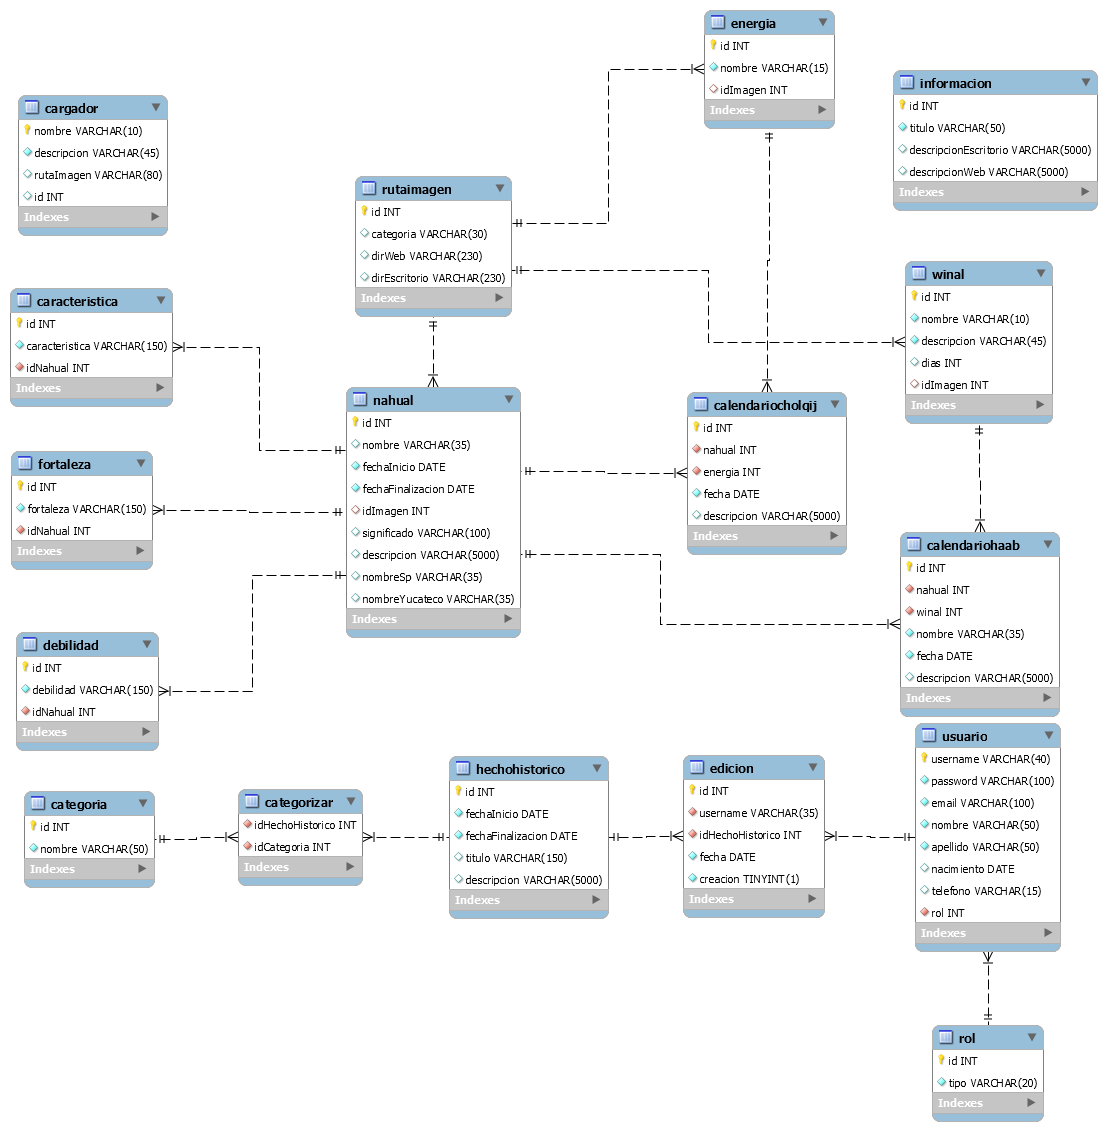 energia
id INT
nombre VARCHAR(15)
idImagen INT
Indexes
informacion
id INT
titulo VARCHAR(50)
descripcionEscritorio VARCHAR(5000)
descripcionWeb VARCHAR(5000)
Indexes
cargador
nombre VARCHAR(10)
descripcion VARCHAR(45)
rutaImagen VARCHAR(80)
id INT
Indexes
rutaimagen
id INT
categoria VARCHAR(30)
dirWeb VARCHAR(230)
dirEscritorio VARCHAR(230)
Indexes
winal
id INT
nombre VARCHAR(10)
descripcion VARCHAR(45)
dias INT
idImagen INT
Indexes
caracteristica
id INT
caracteristica VARCHAR(150)
idNahual INT
Indexes
nahual
id INT
nombre VARCHAR(35)
fechaInicio DATE
fechaFinalizacion DATE
idImagen INT
significado VARCHAR(100)
descripcion VARCHAR(5000)
nombreSp VARCHAR(35)
nombreYucateco VARCHAR(35)
Indexes
calendariocholqij
id INT
nahual INT
energia INT
fecha DATE
descripcion VARCHAR(5000)
Indexes
fortaleza
id INT
fortaleza VARCHAR(150)
idNahual INT
Indexes
calendariohaab
id INT
nahual INT
winal INT
nombre VARCHAR(35)
fecha DATE
descripcion VARCHAR(5000)
Indexes
debilidad
id INT
debilidad VARCHAR(150)
idNahual INT
Indexes
categoria
id INT
nombre VARCHAR(50)
Indexes
categorizar
idHechoHistorico INT
idCategoria INT
Indexes
hechohistorico
id INT
fechaInicio DATE
fechaFinalizacion DATE
titulo VARCHAR(150)
descripcion VARCHAR(5000)
Indexes
edicion
id INT
username VARCHAR(35)
idHechoHistorico INT
fecha DATE
creacion TINYINT(1)
Indexes
usuario
username VARCHAR(40)
password VARCHAR(100)
email VARCHAR(100)
nombre VARCHAR(50)
apellido VARCHAR(50)
nacimiento DATE
telefono VARCHAR(15)
rol INT
Indexes
rol
id INT
tipo VARCHAR(20)
Indexes